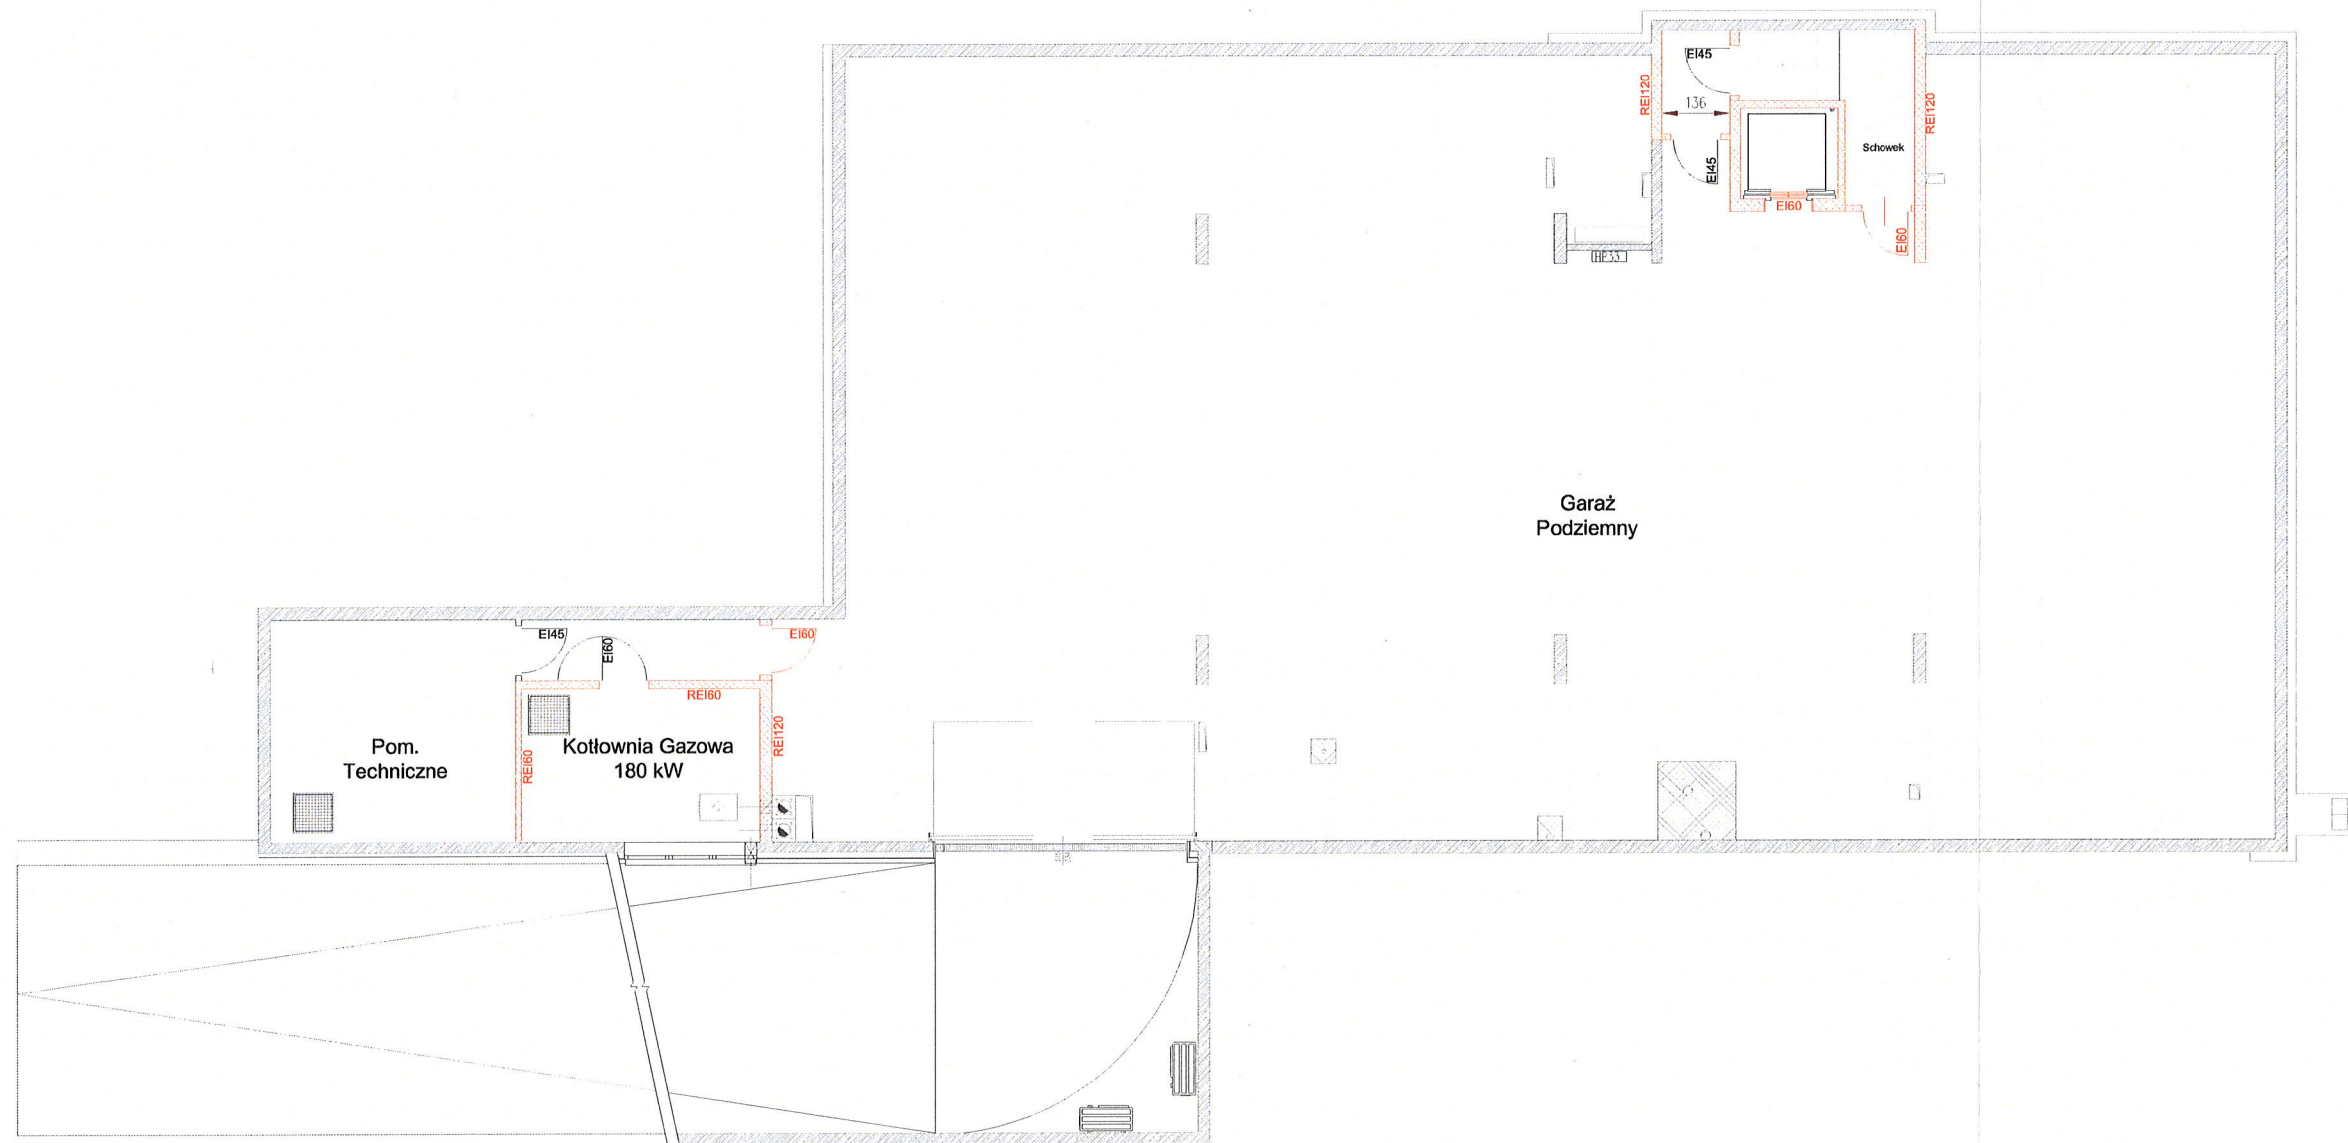 EI45
REI120
136
REI120
Schowek
EI45
EI60
EI60
HP33
Garaż
Podziemny
EI45
EI60
EI60
REI60
REI120
REI60
Pom.
Techniczne
Kotłownia Gazowa
180 kW